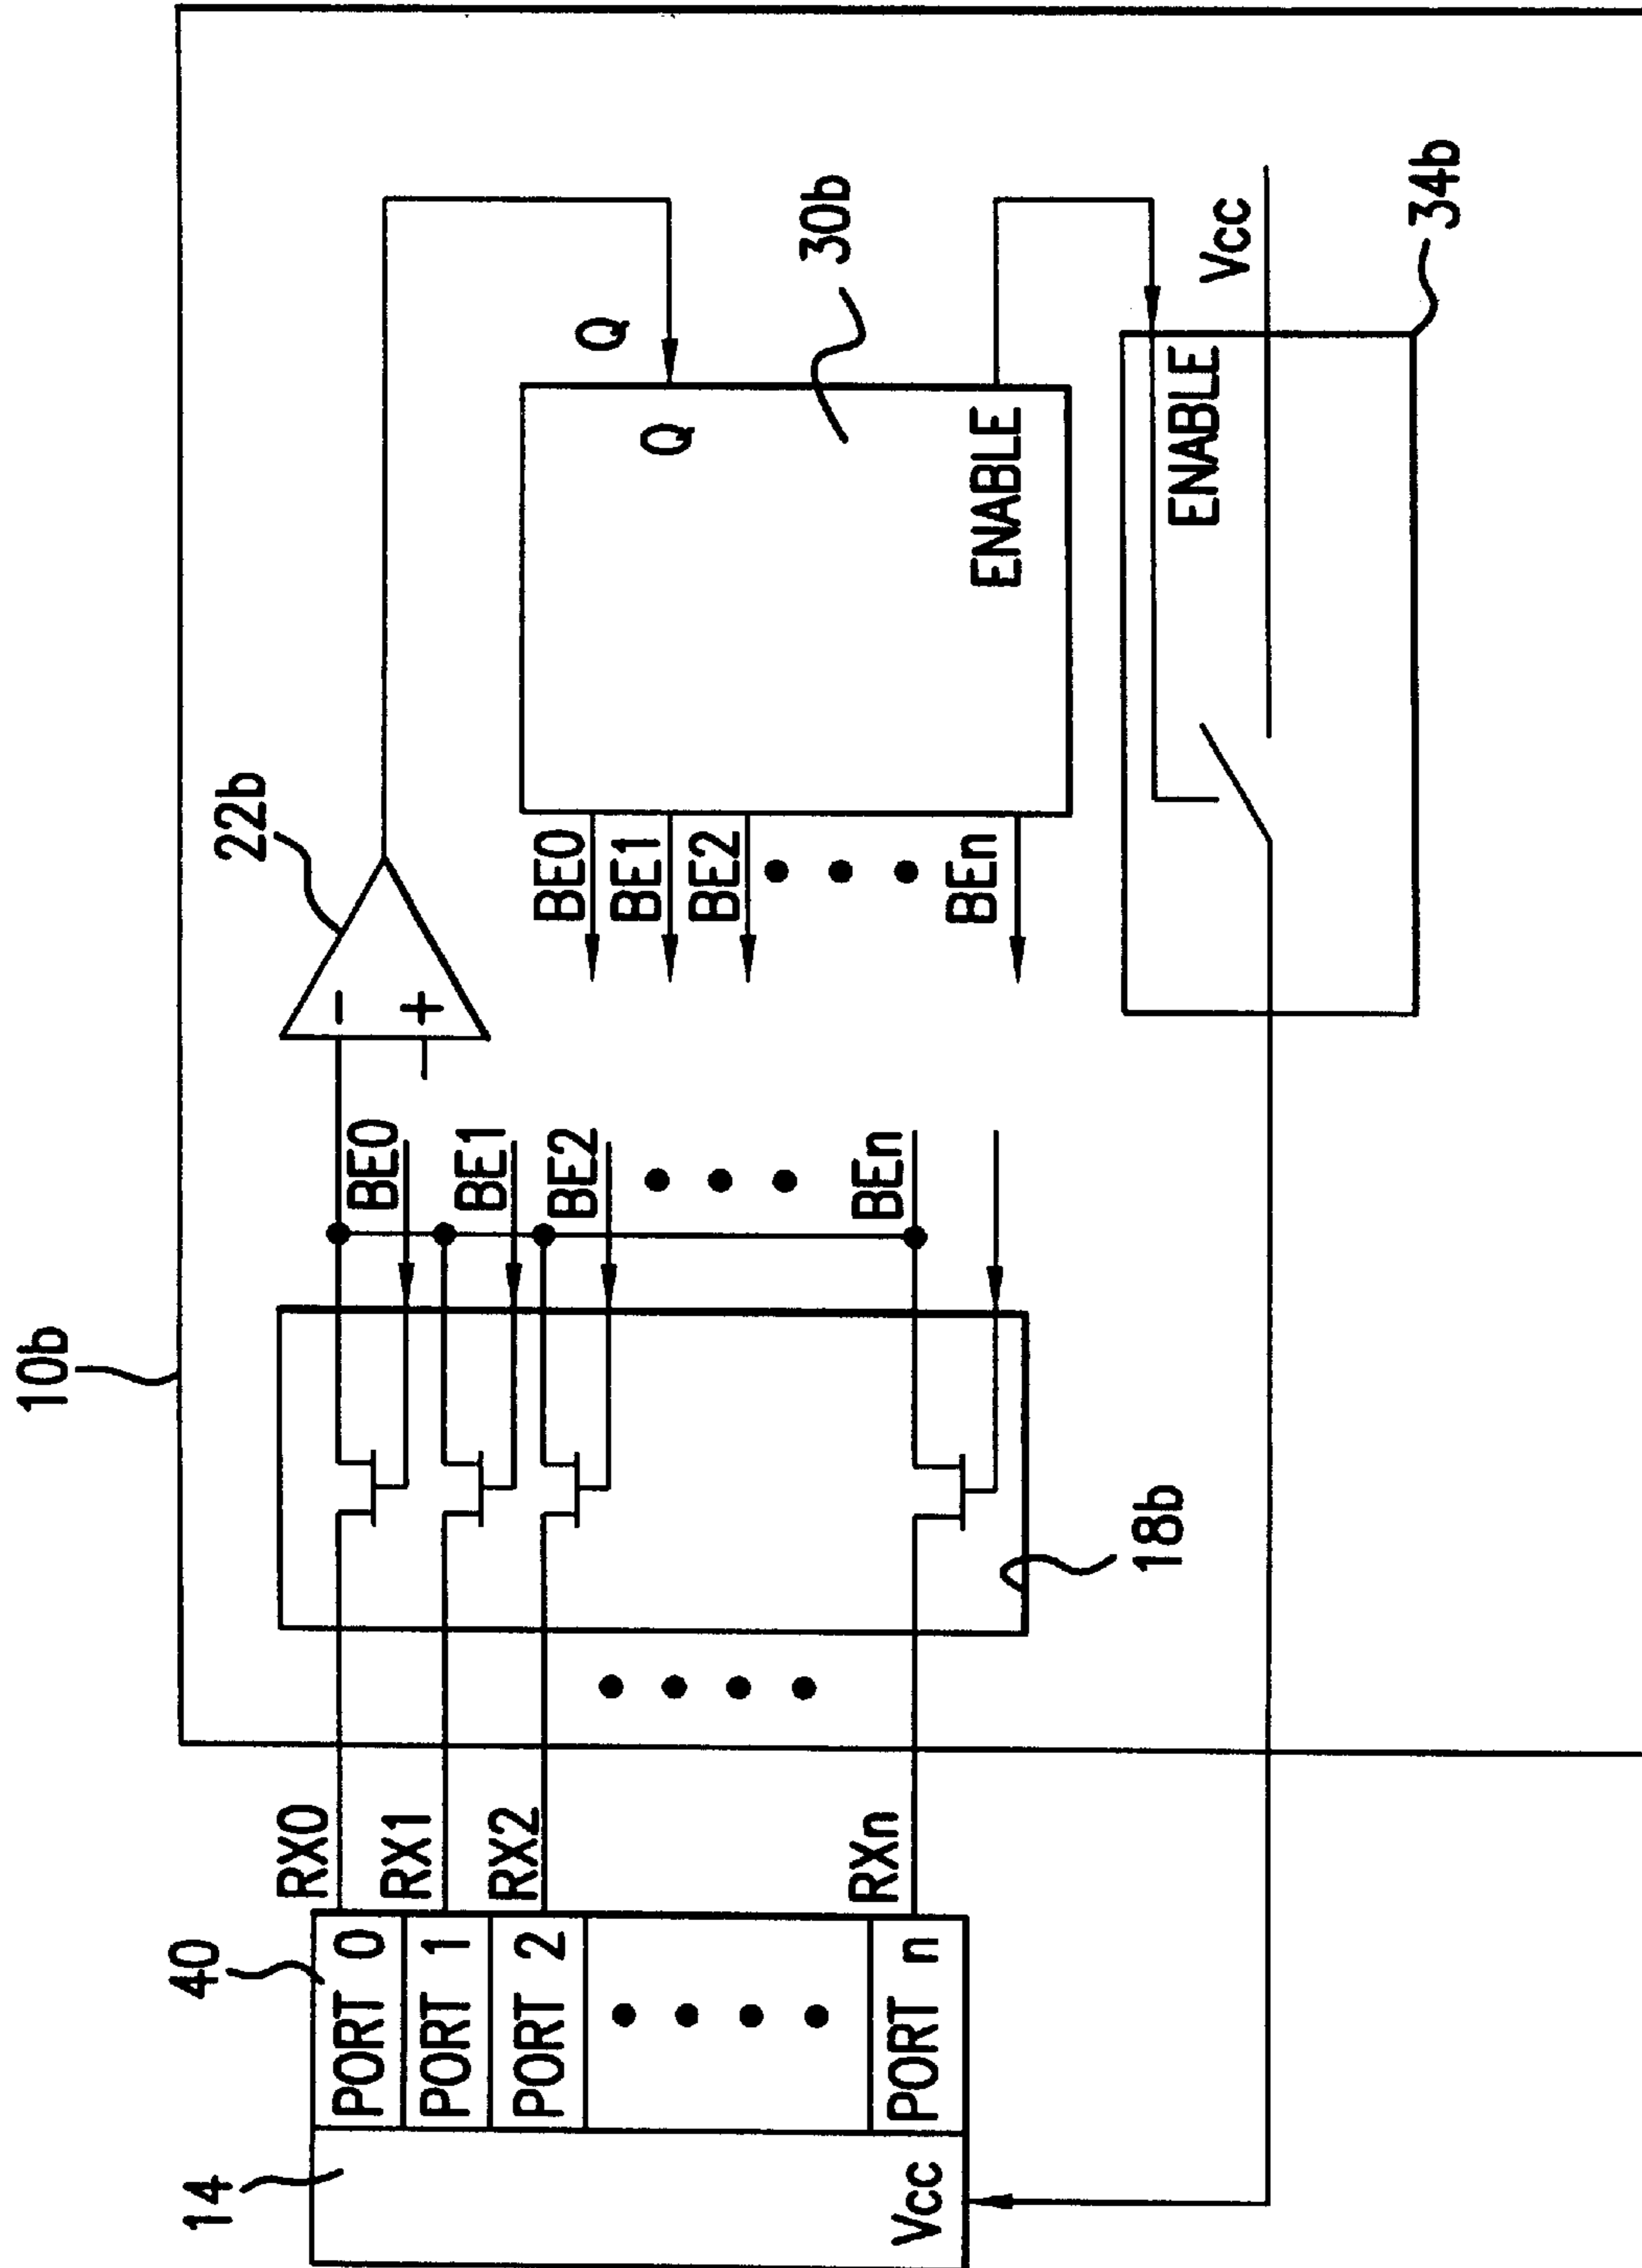 10b
14
40
PORT 0
PORT 1
PORT 2
PORT n
Vcc
RX0
RX1
RX2
RXn
18b
BE0
BE1
BE2
BEn
22b
-
+
BE0
BE1
BE2
BEn
Q
Q
30b
ENABLE
ENABLE
Vcc
34b